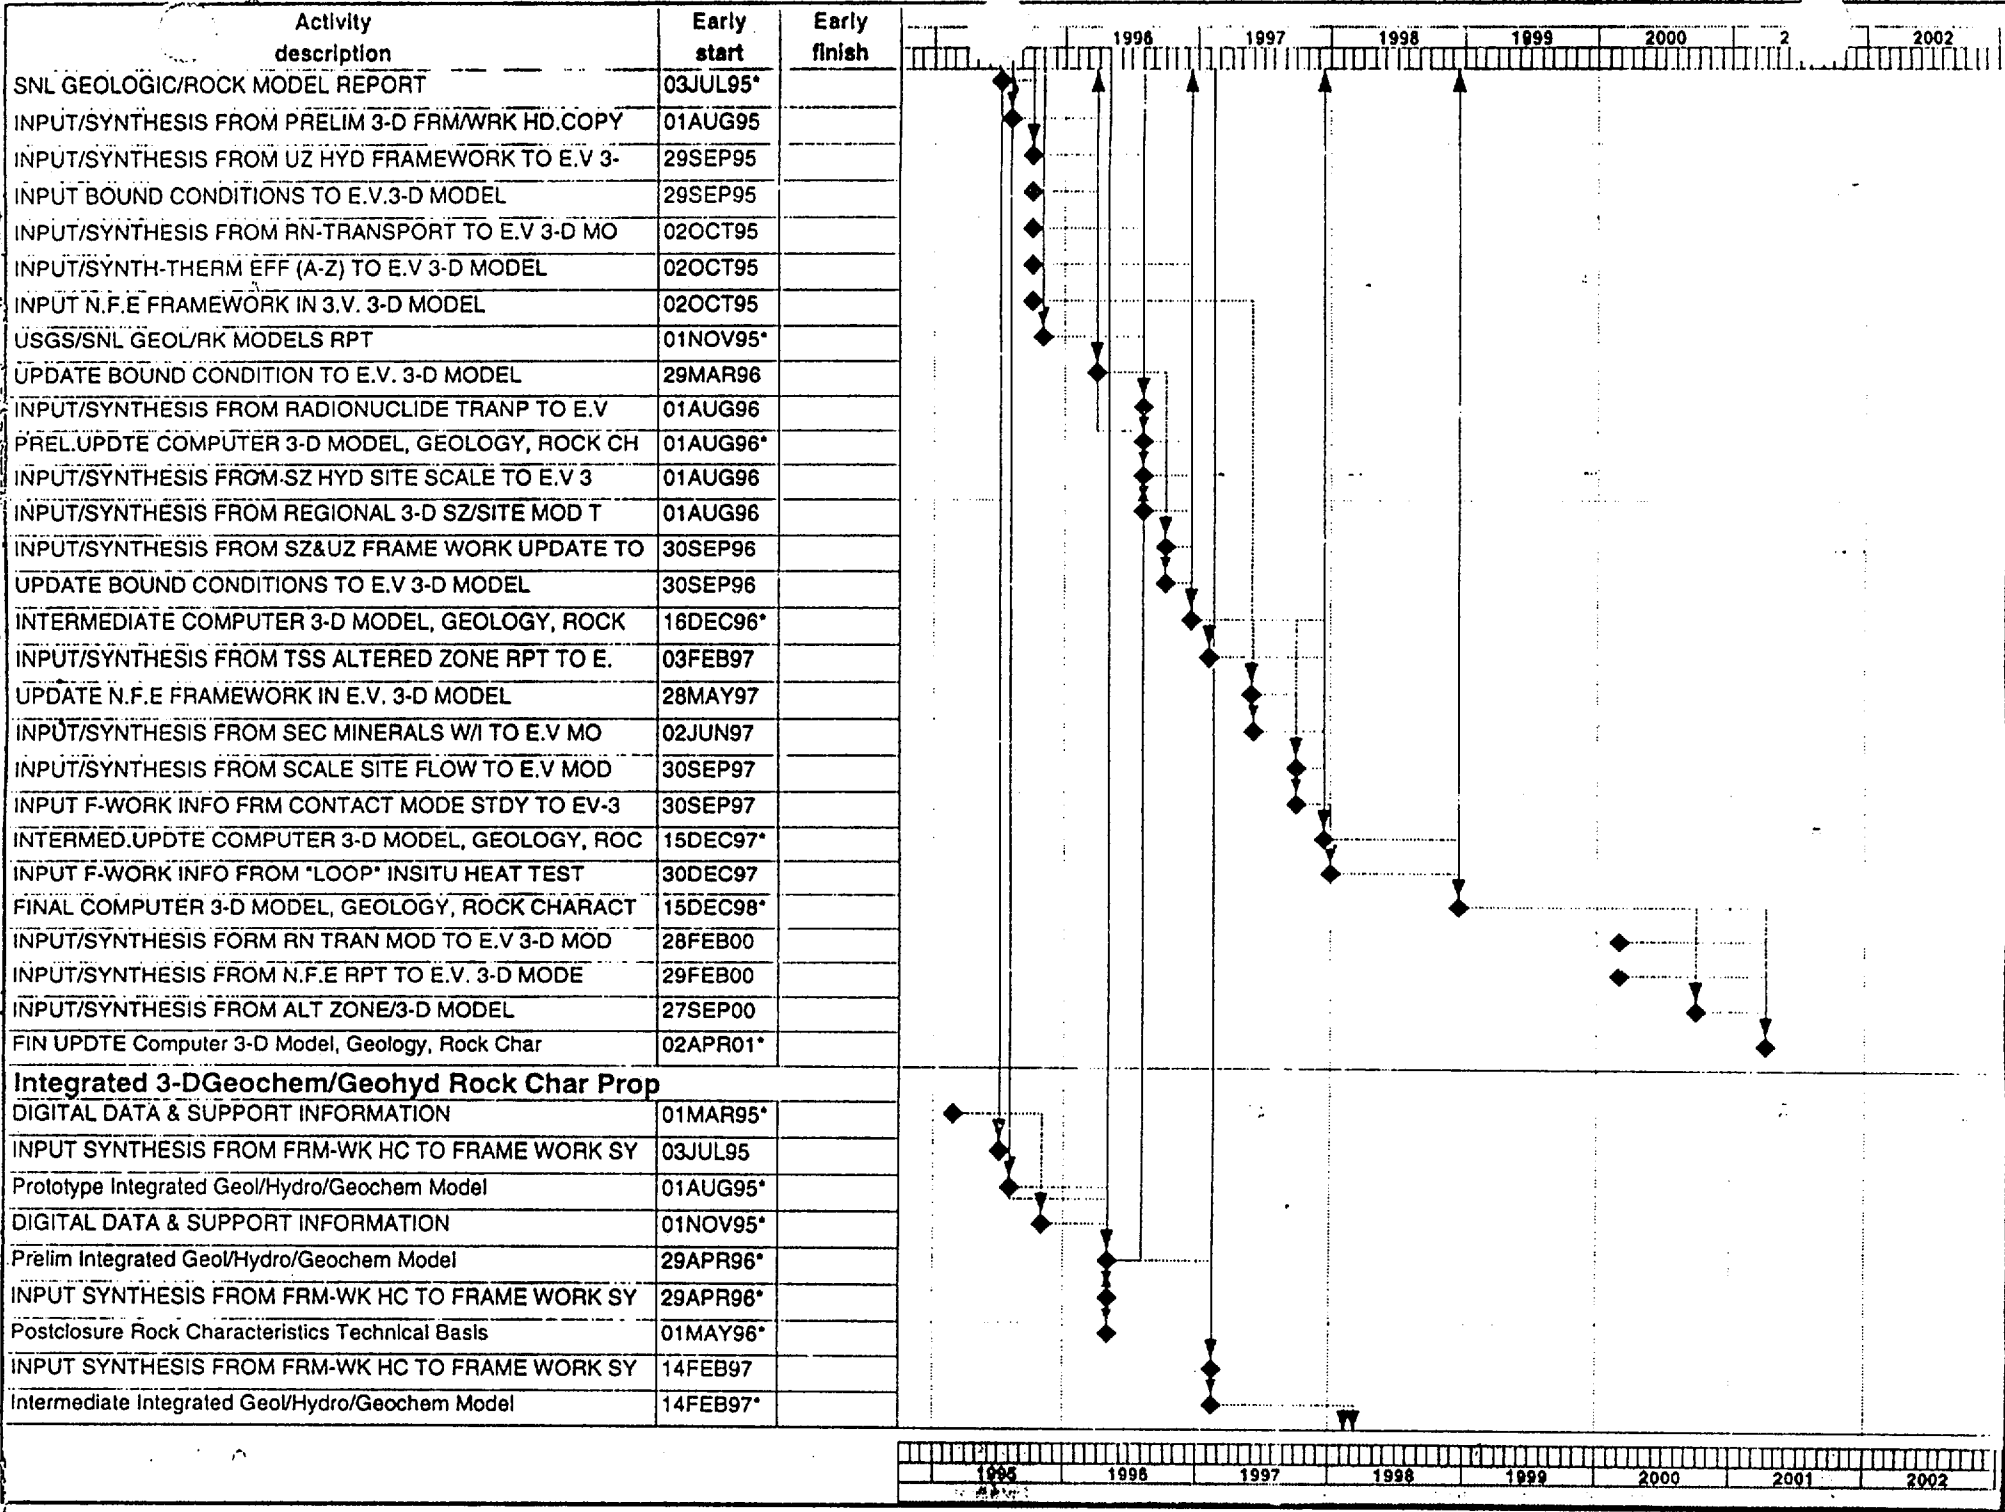 Activity description Early start Early finish
1996 1997 1998 1999 2000 2 2002
SNL GEOLOGIC/ROCK MODEL REPORT 03JUL95*
INPUT/SYNTHESIS FROM PRELIM 3-D FRM/WRK HD.COPY 01AUG95
INPUT/SYNTHESIS FROM UZ HYD FRAMEWORK TO E.V 3- 29SEP95
INPUT BOUND CONDITIONS TO E.V.3-D MODEL 29SEP95
INPUT/SYNTHESIS FROM RN-TRANSPORT TO E.V 3-D MO 02OCT95
INPUT/SYNTH-THERM EFF (A-Z) TO E.V 3-D MODEL 02OCT95
INPUT N.F.E FRAMEWORK IN 3.V. 3-D MODEL 02OCT95
USGS/SNL GEOL/RK MODELS RPT 01NOV95*
UPDATE BOUND CONDITION TO E.V. 3-D MODEL 29MAR96
INPUT/SYNTHESIS FROM RADIONUCLIDE TRANP TO E.V 01AUG96
PREL.UPDTE COMPUTER 3-D MODEL, GEOLOGY, ROCK CH 01AUG96*
INPUT/SYNTHESIS FROM-SZ HYD SITE SCALE TO E.V 3 01AUG96
INPUT/SYNTHESIS FROM REGIONAL 3-D SZ/SITE MOD T 01AUG96
INPUT/SYNTHESIS FROM SZ&UZ FRAME WORK UPDATE TO 30SEP96
UPDATE BOUND CONDITIONS TO E.V 3-D MODEL 30SEP96
INTERMEDIATE COMPUTER 3-D MODEL, GEOLOGY, ROCK 16DEC96*
INPUT/SYNTHESIS FROM TSS ALTERED ZONE RPT TO E. 03FEB97
UPDATE N.F.E FRAMEWORK IN E.V. 3-D MODEL 28MAY97
INPUT/SYNTHESIS FROM SEC MINERALS W/I TO E.V MO 02JUN97
INPUT/SYNTHESIS FROM SCALE SITE FLOW TO E.V MOD 30SEP97
INPUT F-WORK INFO FRM CONTACT MODE STDY TO EV-3 30SEP97
INTERMED.UPDTE COMPUTER 3-D MODEL, GEOLOGY, ROC 15DEC97*
INPUT F-WORK INFO FROM "LOOP" INSITU HEAT TEST 30DEC97
FINAL COMPUTER 3-D MODEL, GEOLOGY, ROCK CHARACT 15DEC98*
INPUT/SYNTHESIS FORM RN TRAN MOD TO E.V 3-D MOD 28FEB00
INPUT/SYNTHESIS FROM N.F.E RPT TO E.V. 3-D MODE 29FEB00
INPUT/SYNTHESIS FROM ALT ZONE/3-D MODEL 27SEP00
FIN UPDTE Computer 3-D Model, Geology, Rock Char 02APR01*
Integrated 3-DGeochem/Geohyd Rock Char Prop
DIGITAL DATA & SUPPORT INFORMATION 01MAR95*
INPUT SYNTHESIS FROM FRM-WK HC TO FRAME WORK SY 03JUL95
Prototype Integrated Geol/Hydro/Geochem Model 01AUG95*
DIGITAL DATA & SUPPORT INFORMATION 01NOV95*
Prelim Integrated Geol/Hydro/Geochem Model 29APR96*
INPUT SYNTHESIS FROM FRM-WK HC TO FRAME WORK SY 29APR96*
Postclosure Rock Characteristics Technical Basis 01MAY96*
INPUT SYNTHESIS FROM FRM-WK HC TO FRAME WORK SY 14FEB97
Intermediate Integrated Geol/Hydro/Geochem Model 14FEB97*
1995 1996 1997 1998 1999 2000 2001 2002